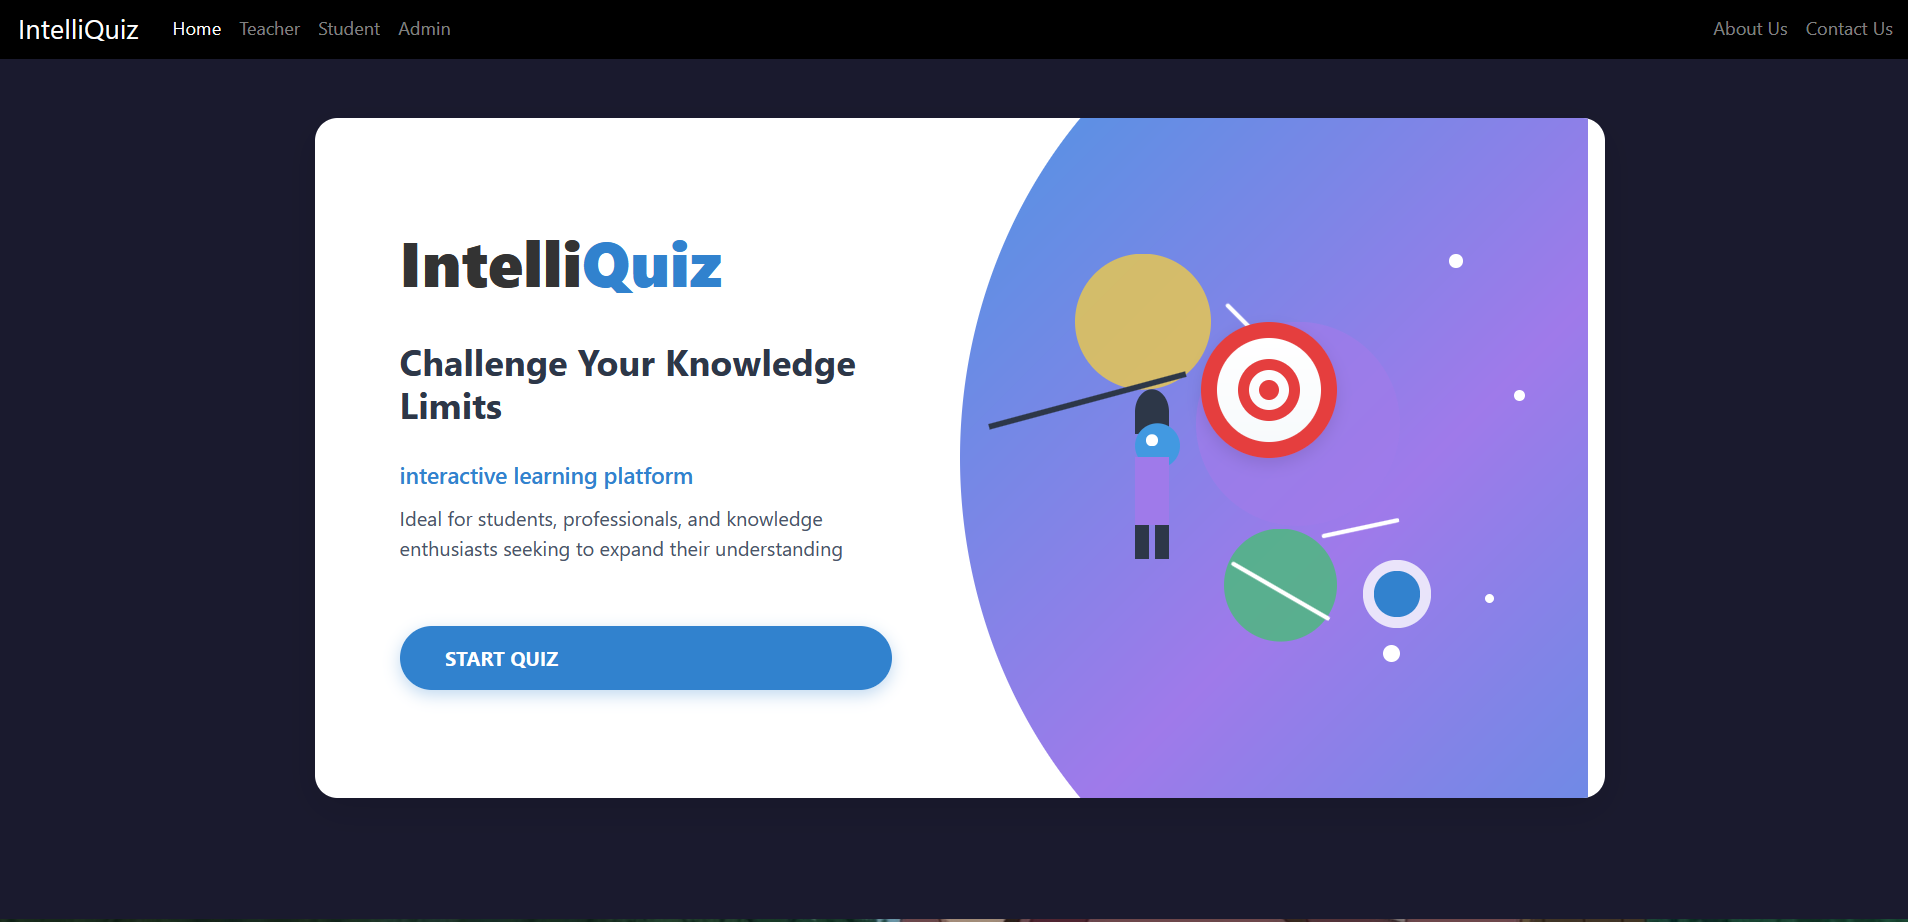 IntelliQuiz Home Teacher Student Admin About Us Contact Us
IntelliQuiz
Challenge Your Knowledge
Limits
interactive learning platform
Ideal for students, professionals, and knowledge
enthusiasts seeking to expand their understanding
START QUIZ